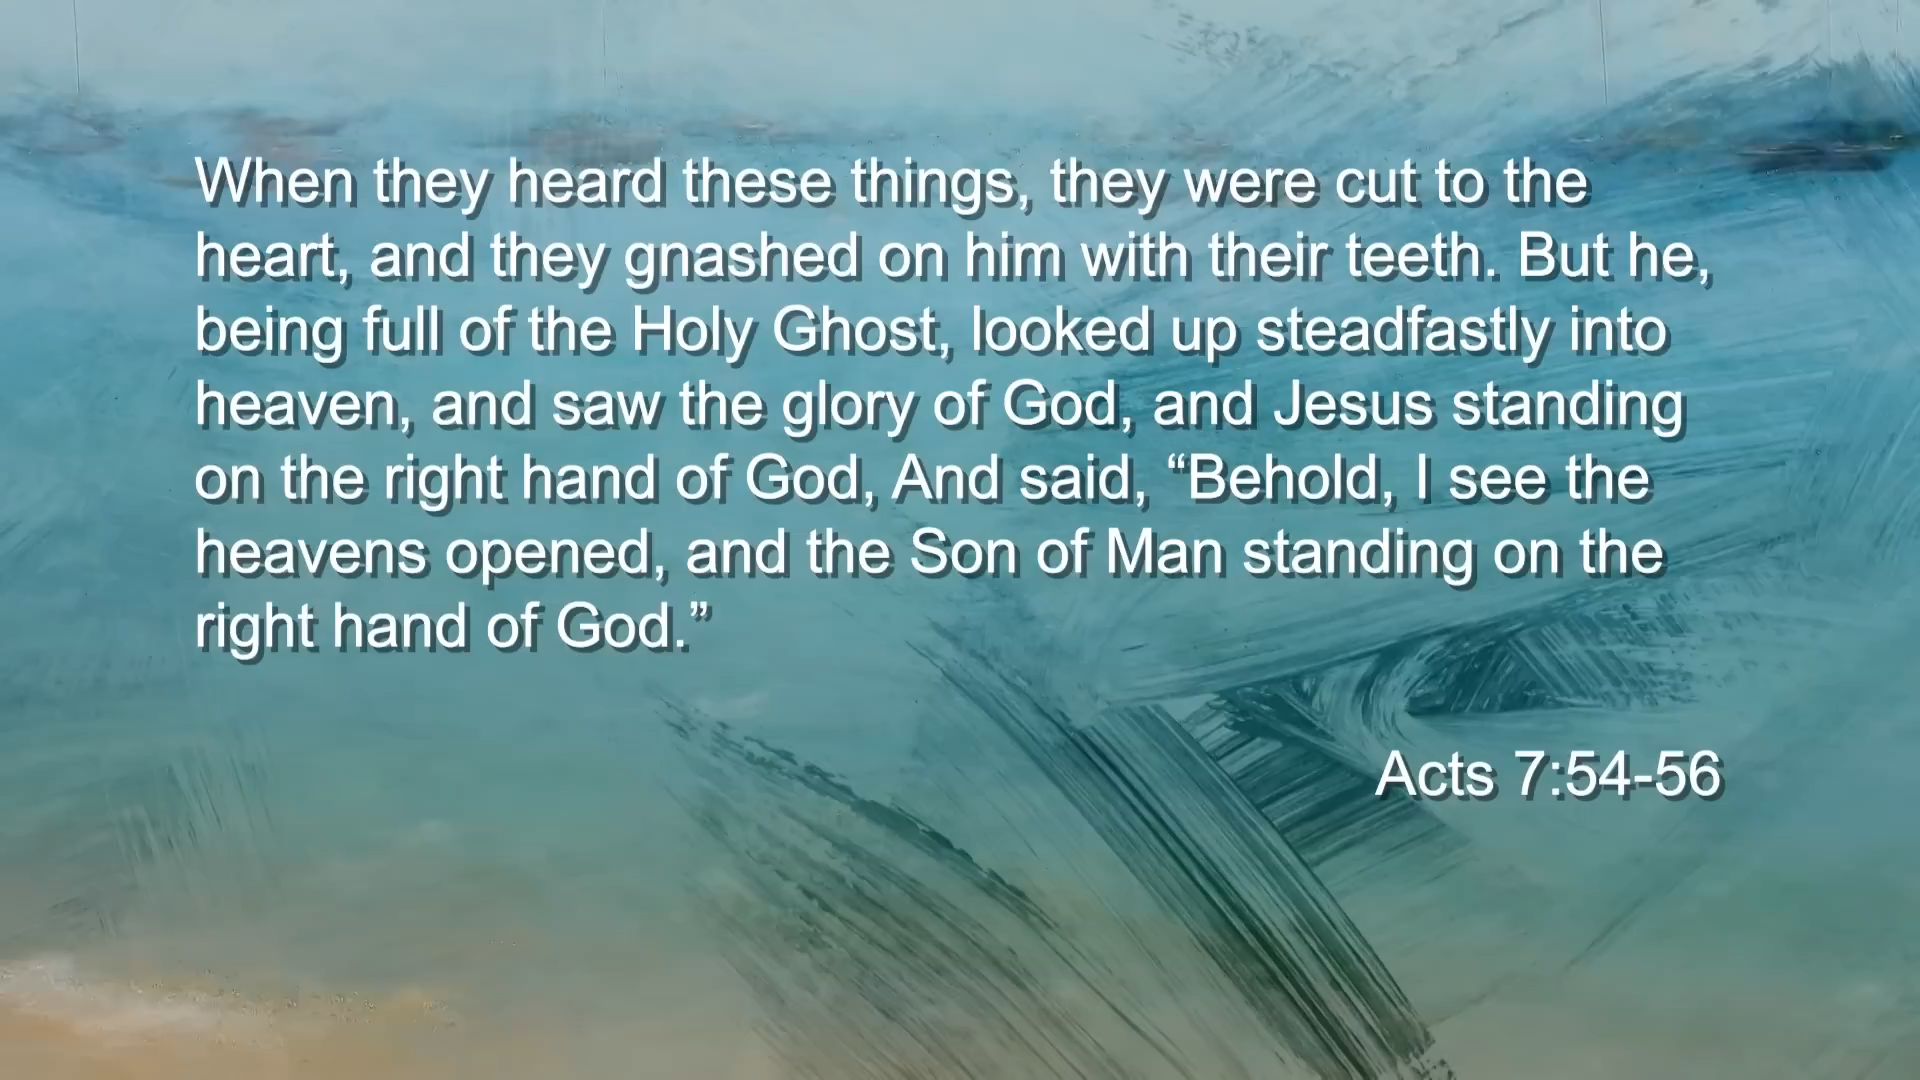 When they heard these things, they were cut to the
heart, and they gnashed on him with their teeth. But he,
being full of the Holy Ghost, looked up steadfastly into
heaven, and saw the glory of God, and Jesus standing
on the right hand of God, And said, “Behold, I see the
heavens opened, and the Son of Man standing on the
right hand of God.”
Acts 7:54-56